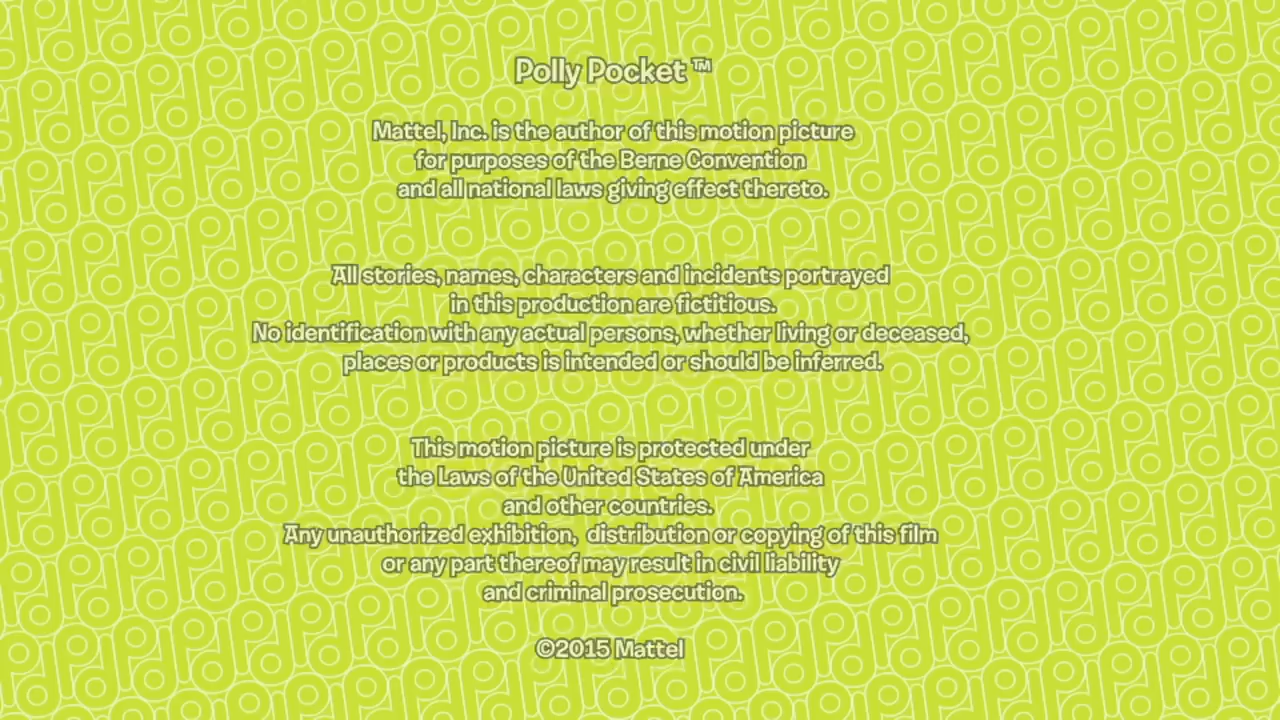 Polly Pocket ™
Mattel, Inc. is the author of this motion picture
for purposes of the Berne Convention
and all national laws giving effect thereto.
All stories, names, characters and incidents portrayed
in this production are fictitious.
No identification with any actual persons, whether living or deceased,
places or products is intended or should be inferred.
This motion picture is protected under
the Laws of the United States of America
and other countries.
Any unauthorized exhibition, distribution or copying of this film
or any part thereof may result in civil liability
and criminal prosecution.
©2015 Mattel